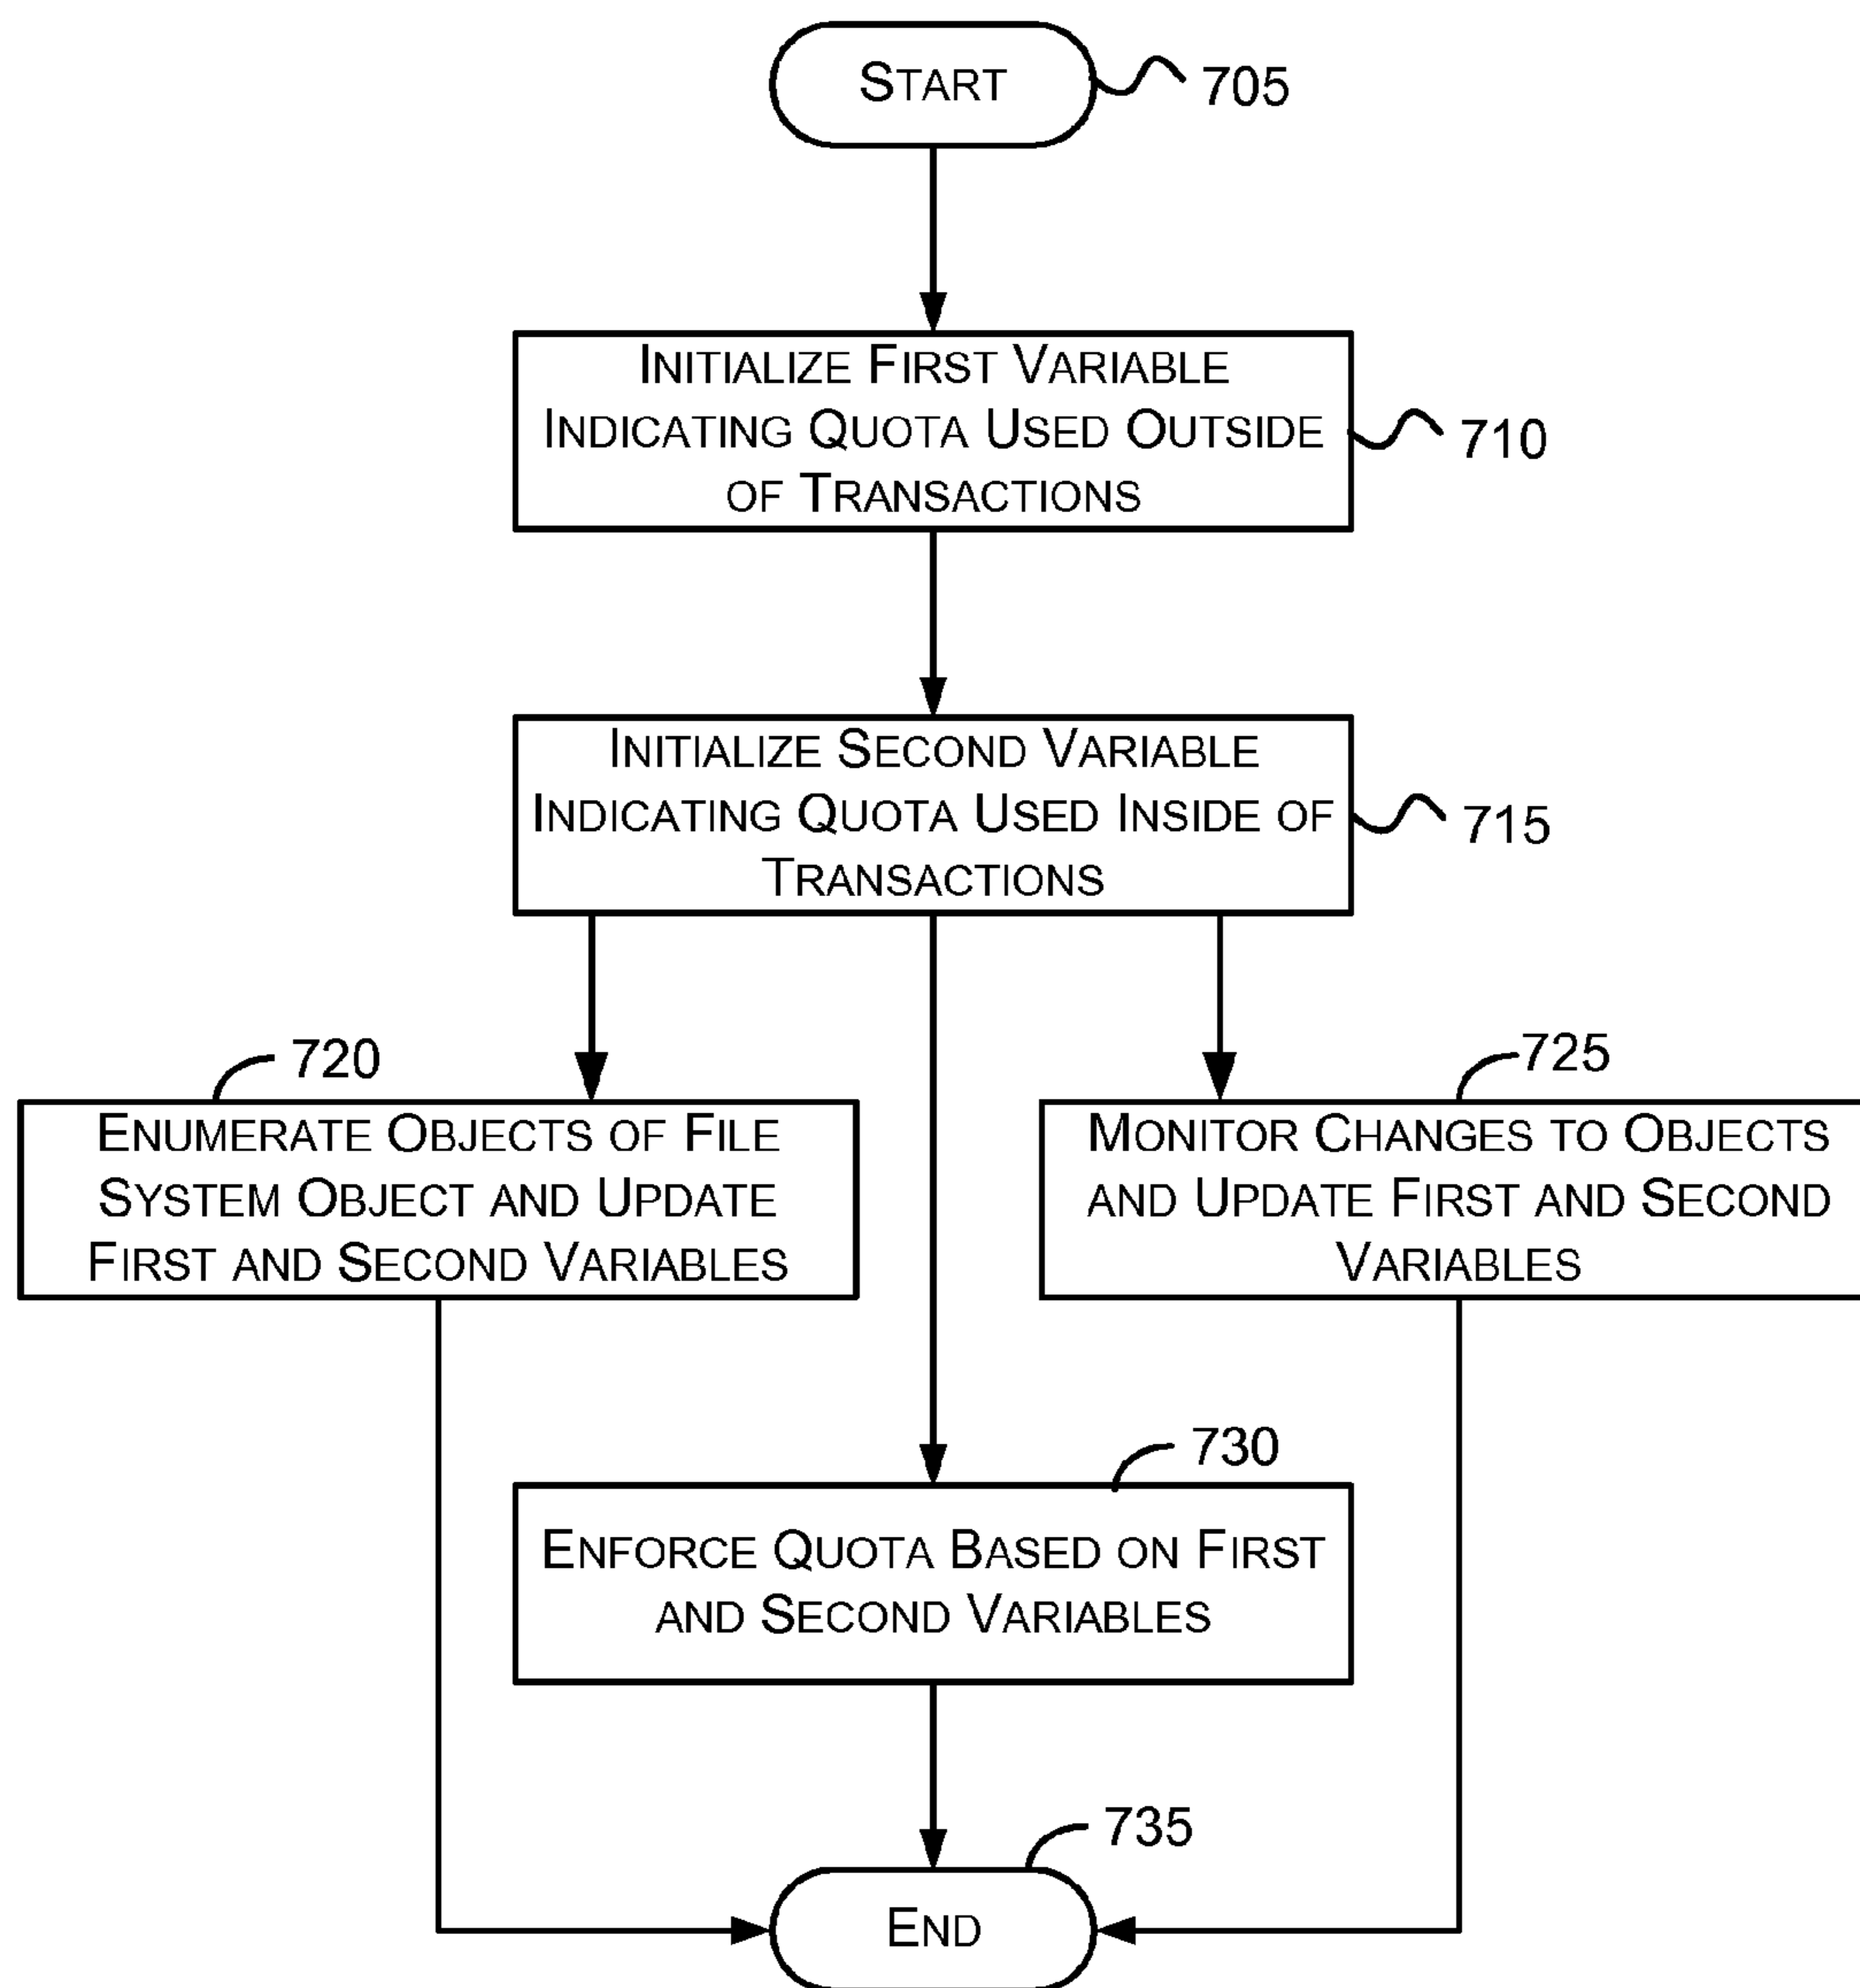 START
705
INITIALIZE FIRST VARIABLE
INDICATING QUOTA USED OUTSIDE
OF TRANSACTIONS
710
INITIALIZE SECOND VARIABLE
INDICATING QUOTA USED INSIDE OF
TRANSACTIONS
715
720
ENUMERATE OBJECTS OF FILE
SYSTEM OBJECT AND UPDATE
FIRST AND SECOND VARIABLES
725
MONITOR CHANGES TO OBJECTS
AND UPDATE FIRST AND SECOND
VARIABLES
730
ENFORCE QUOTA BASED ON FIRST
AND SECOND VARIABLES
735
END